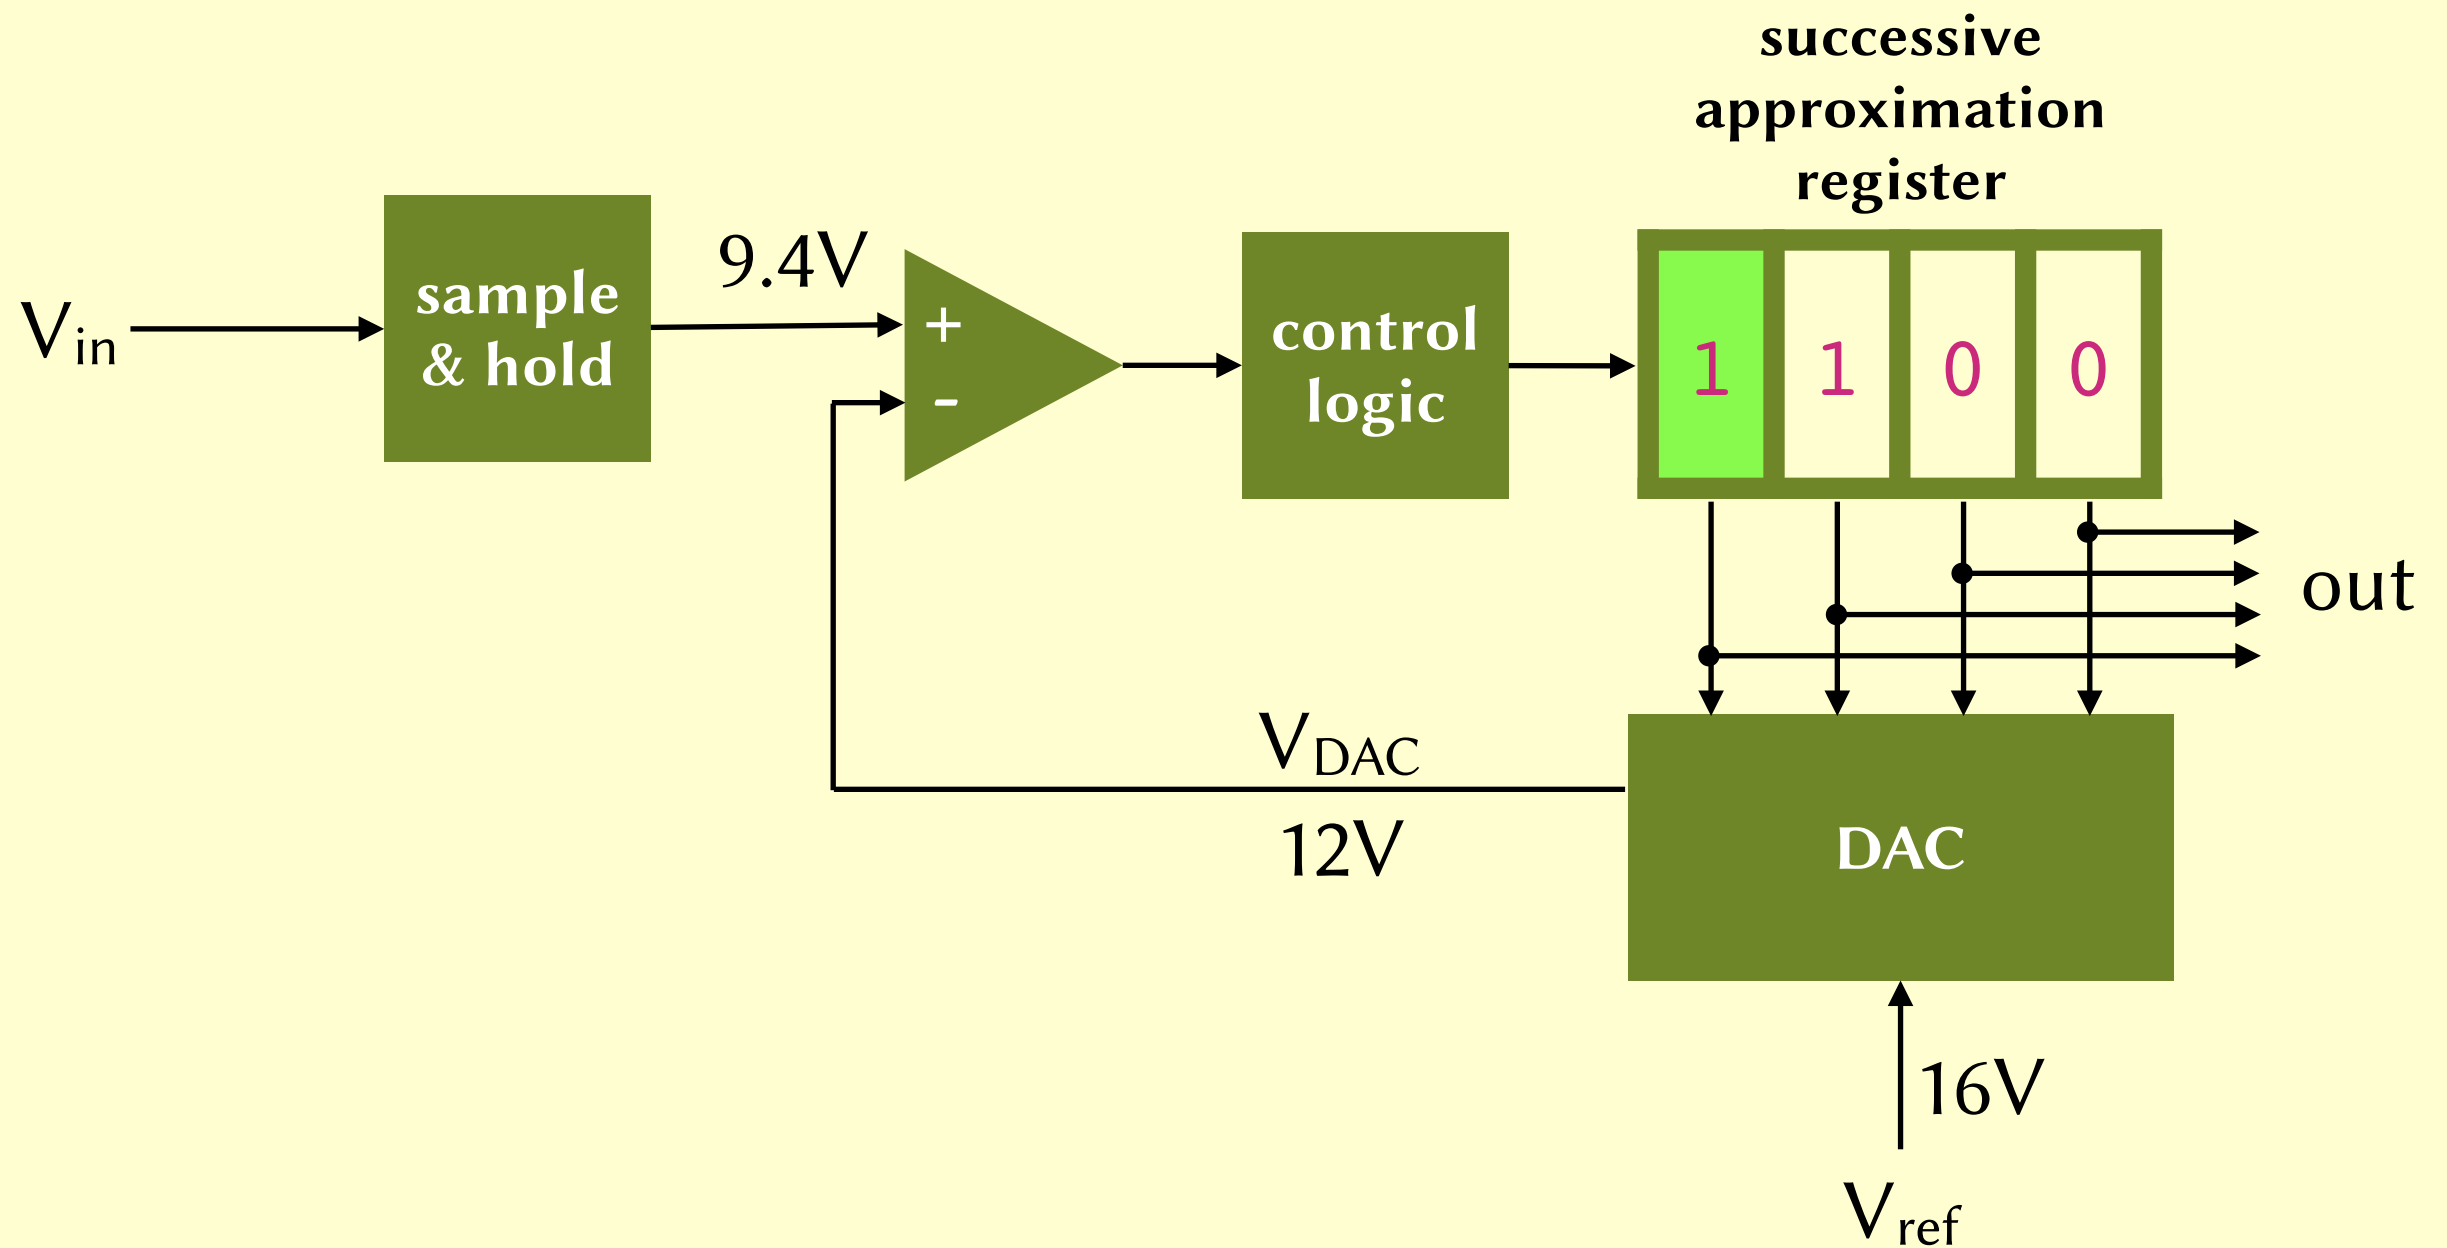 successive
approximation
register
sample
& hold
9.4V
Vin
+
-
control
logic
1 1 0 0
out
VDAC
12V
DAC
16V
Vref